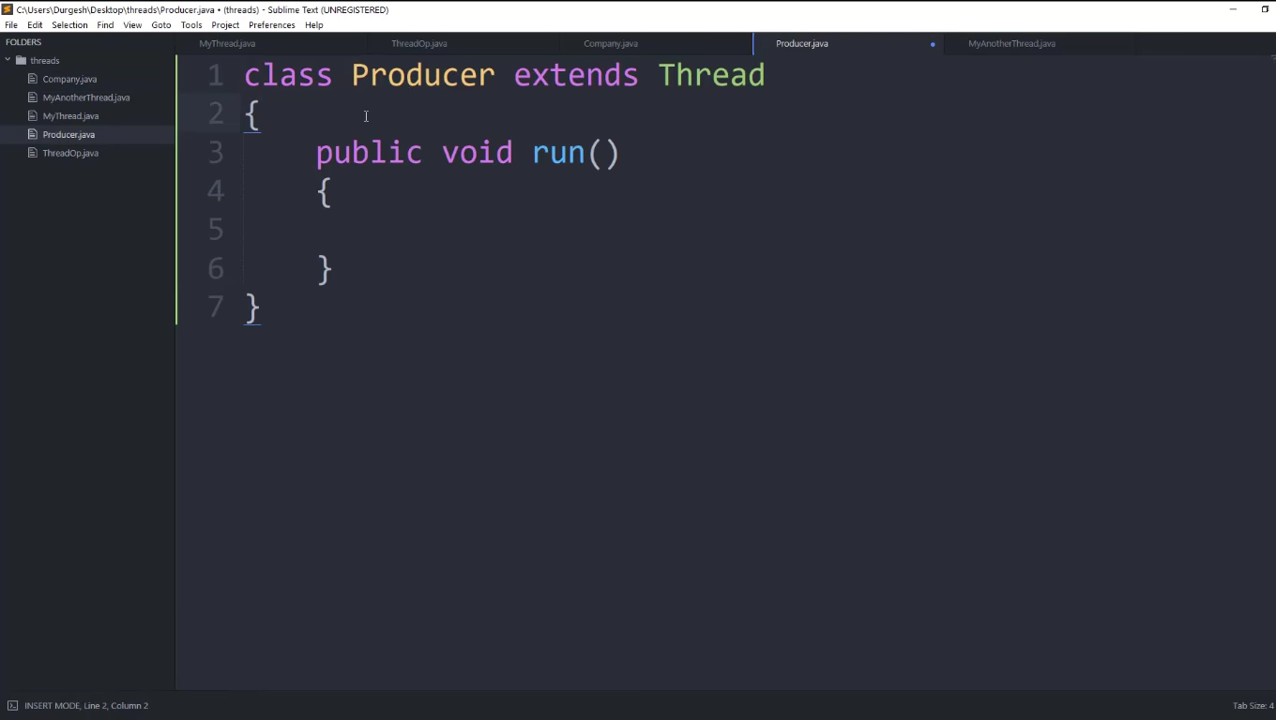 C:\Users\Durgesh\Desktop\threads\Producer.java • (threads) - Sublime Text (UNREGISTERED)
File Edit Selection Find View Goto Tools Project Preferences Help
FOLDERS
threads
Company.java
MyAnotherThread.java
MyThread.java
Producer.java
ThreadOp.java
MyThread.java ThreadOp.java Company.java Producer.java MyAnotherThread.java
1 class Producer extends Thread
2 {
3 public void run()
4 {
5
6 }
7 }
INSERT MODE, Line 2, Column 2
Tab Size: 4